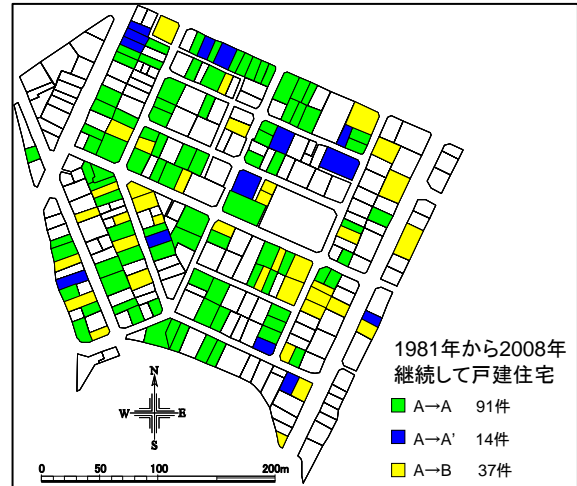 1981年から2008年
継続して戸建住宅
A→A 91件
A→A' 14件
A→B 37件
N
W E
S
0 50 100 200m